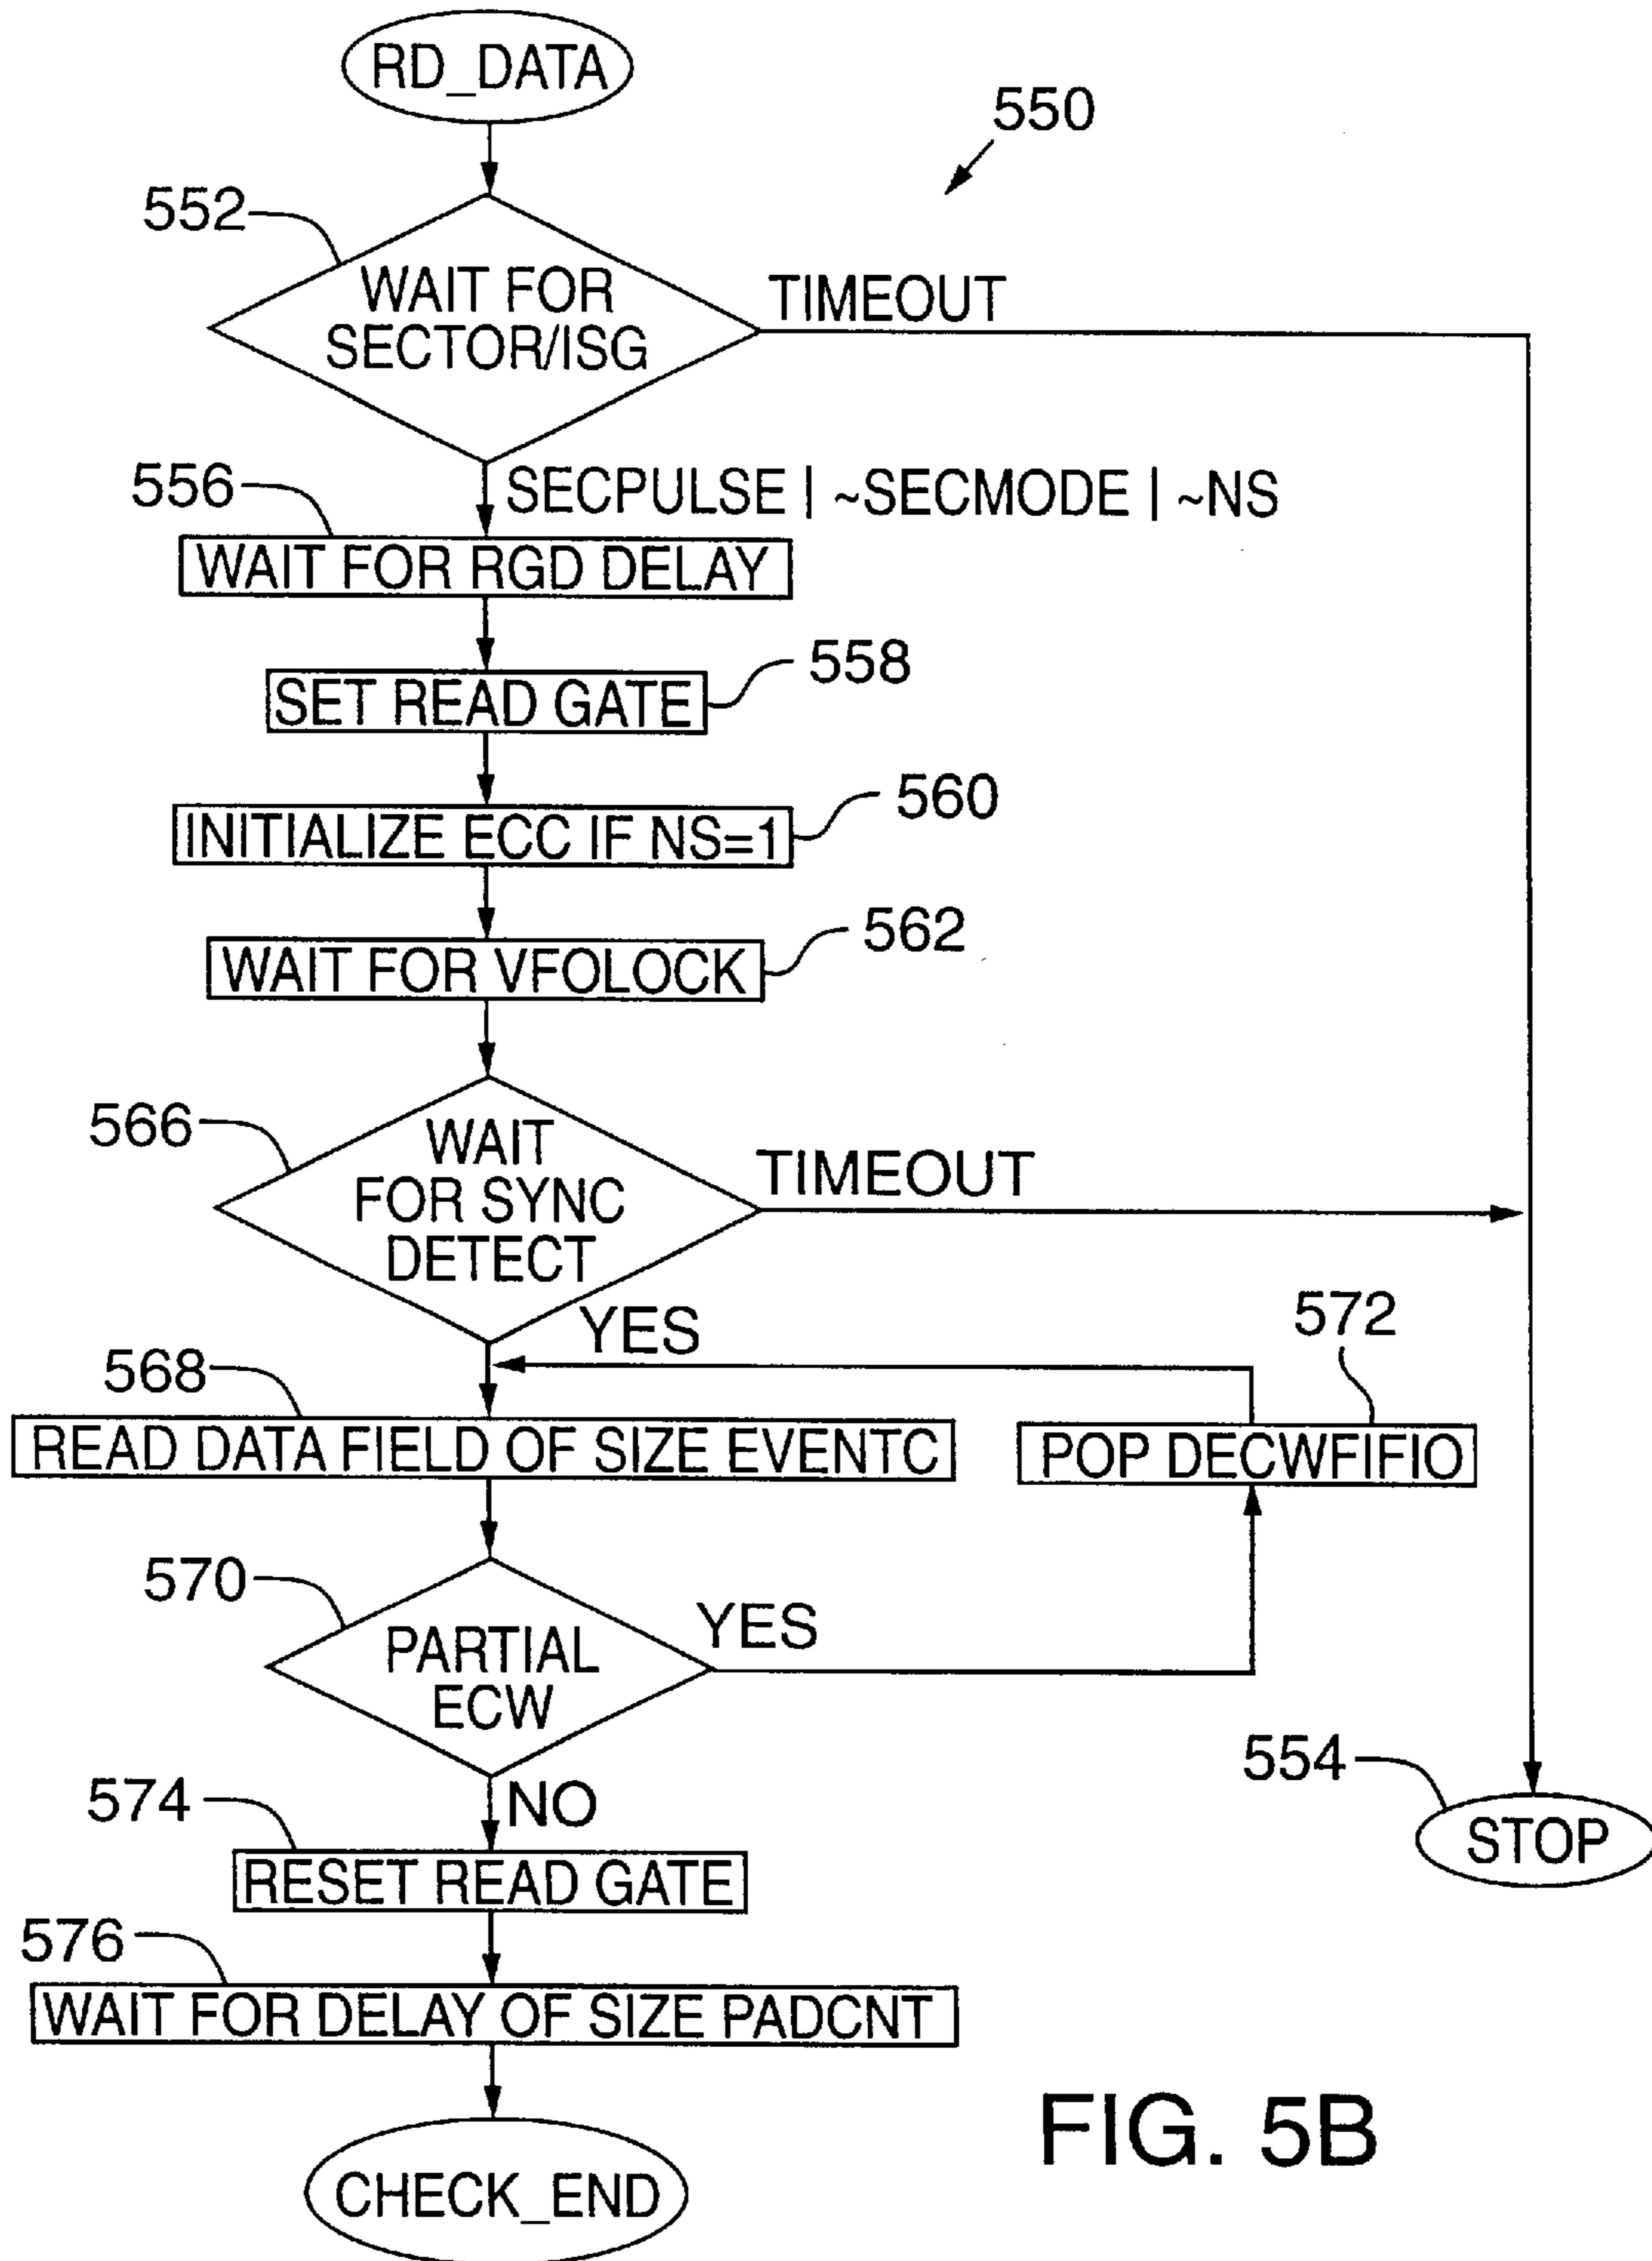 RD_DATA
550
552
WAIT FOR
SECTOR/ISG
TIMEOUT
SECPULSE | ~SECMODE | ~NS
556
WAIT FOR RGD DELAY
558
SET READ GATE
560
INITIALIZE ECC IF NS=1
562
WAIT FOR VFOLOCK
566
WAIT
FOR SYNC
DETECT
TIMEOUT
YES
572
568
READ DATA FIELD OF SIZE EVENTC
POP DECWFIFIO
570
PARTIAL
ECW
YES
554
STOP
574
NO
RESET READ GATE
576
WAIT FOR DELAY OF SIZE PADCNT
CHECK_END
FIG. 5B